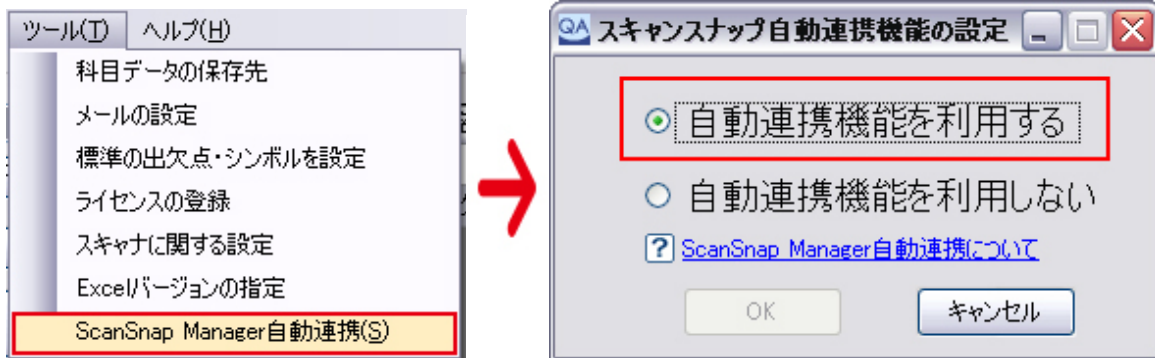 ツール(T) ヘルプ(H)
科目データの保存先
メールの設定
標準の出欠点・シンボルを設定
ライセンスの登録
スキャナに関する設定
Excelバージョンの指定
ScanSnap Manager自動連携(S)
QA スキャンスナップ自動連携機能の設定
自動連携機能を利用する
自動連携機能を利用しない
? ScanSnap Manager自動連携について
OK キャンセル